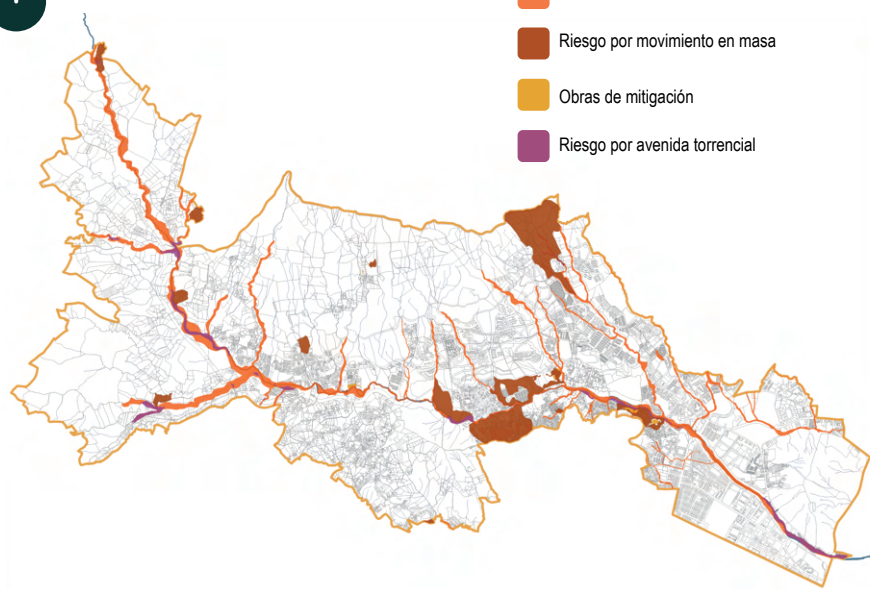 Riesgo por movimiento en masa
Obras de mitigación
Riesgo por avenida torrencial